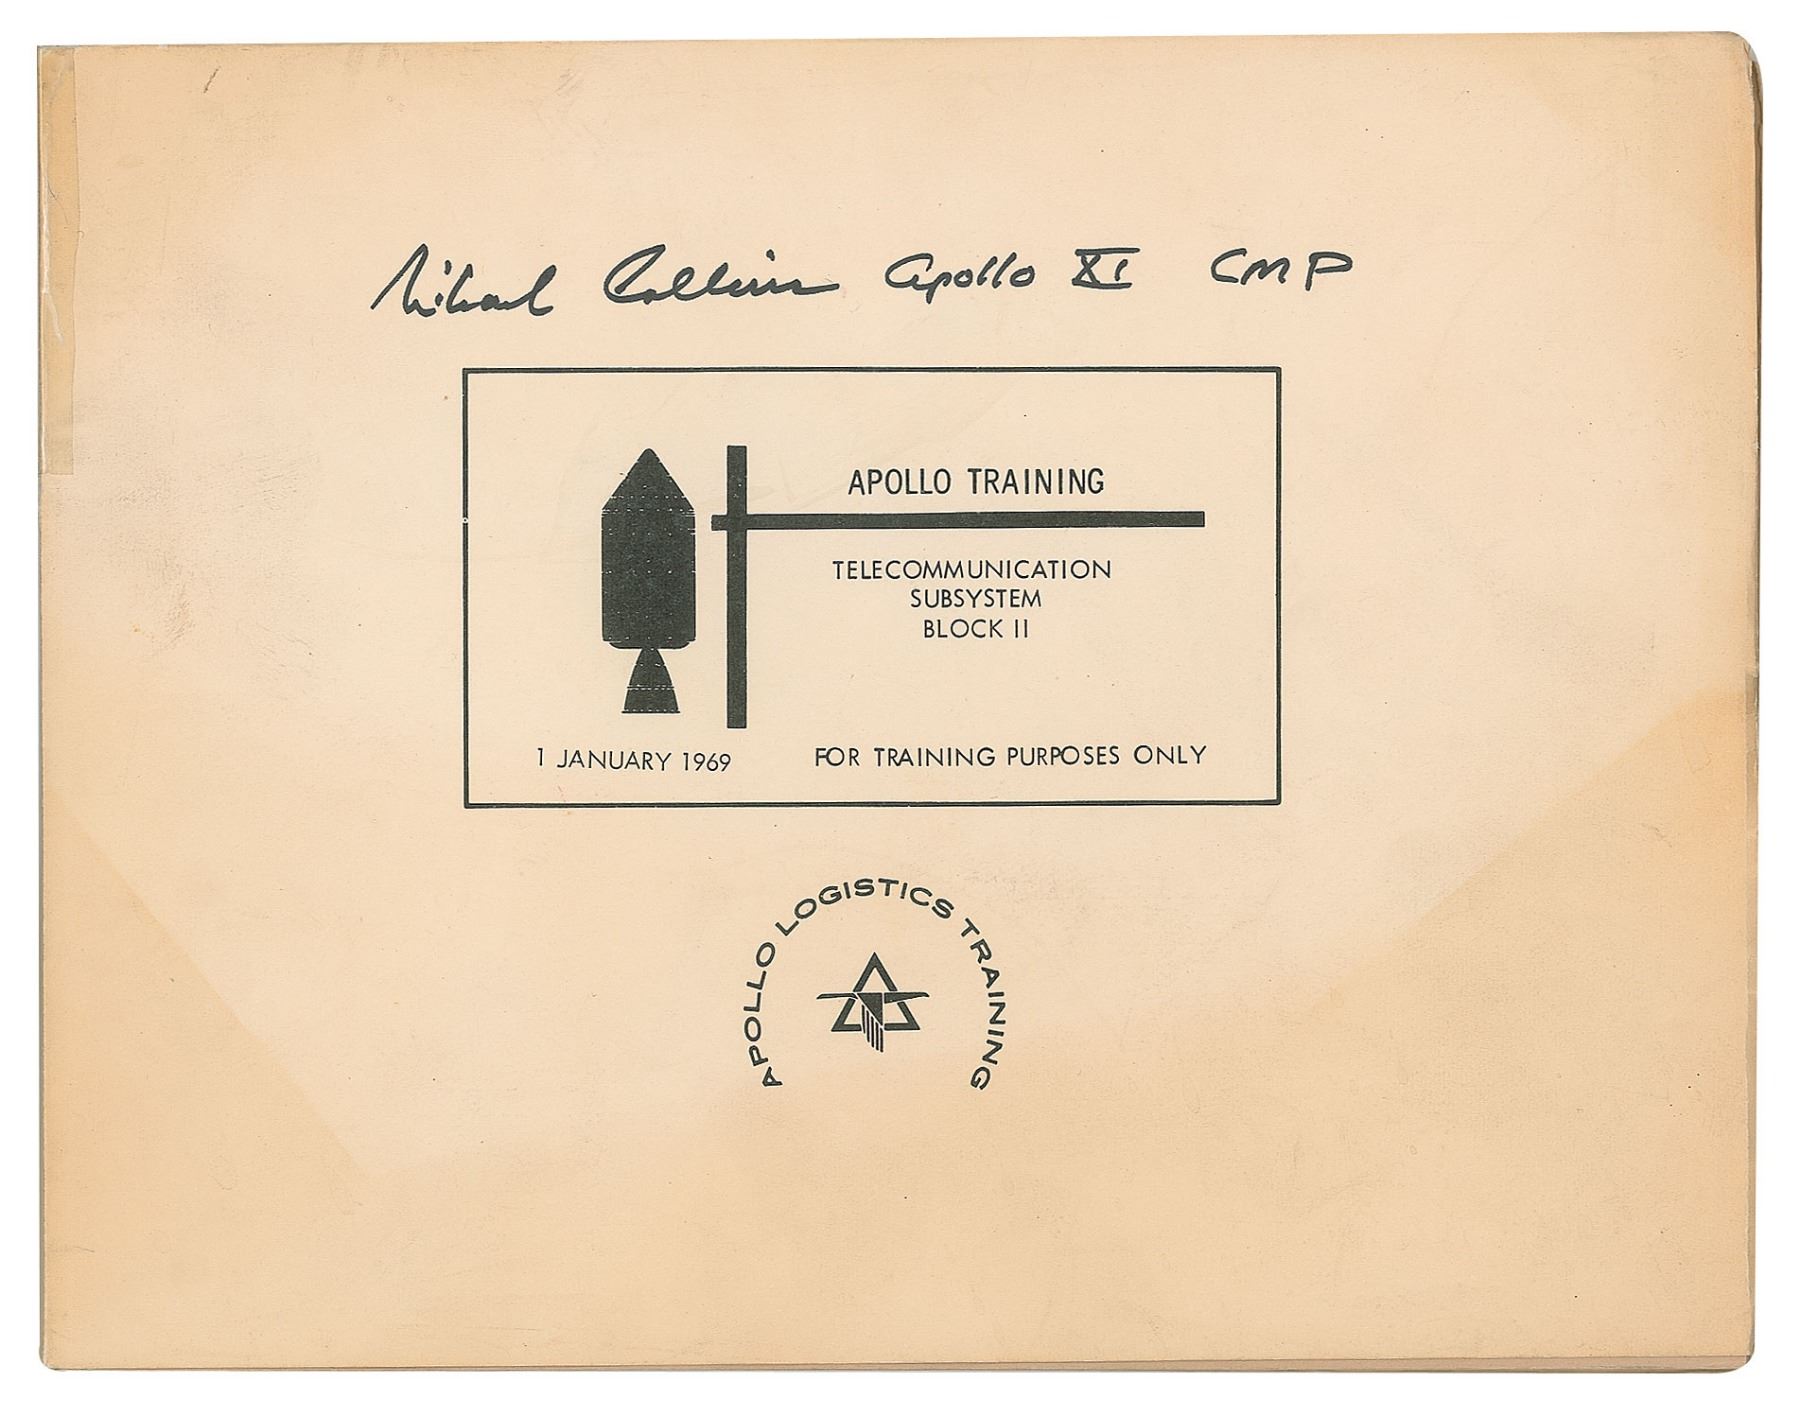 Michael Collins Apollo XI CMP
APOLLO TRAINING
TELECOMMUNICATION
SUBSYSTEM
BLOCK II
1 JANUARY 1969 FOR TRAINING PURPOSES ONLY
APOLLO LOGISTICS TRAINING